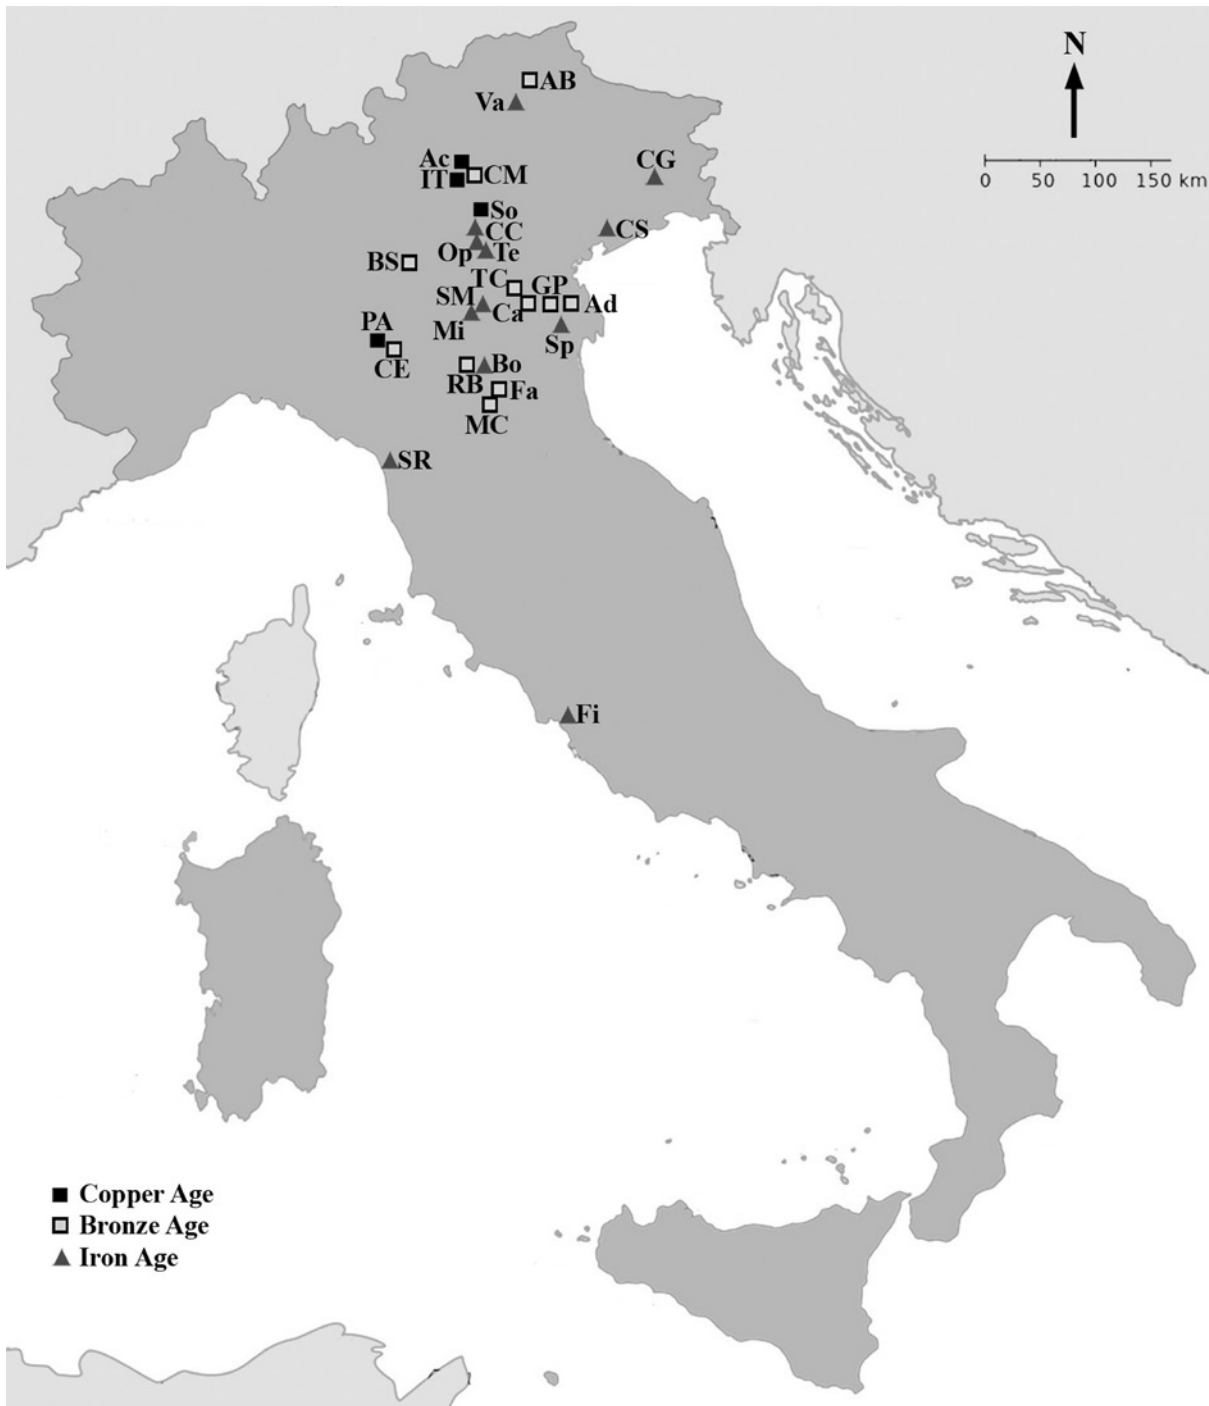 N
AB
Va
Ac
CM
CG
IT
0 50 100 150 km
So
CC
CS
Op
Te
BS
TC
GP
SM
Ca
Ad
Mi
PA
Sp
CE
Bo
RB
Fa
MC
SR
Fi
Copper Age
Bronze Age
Iron Age